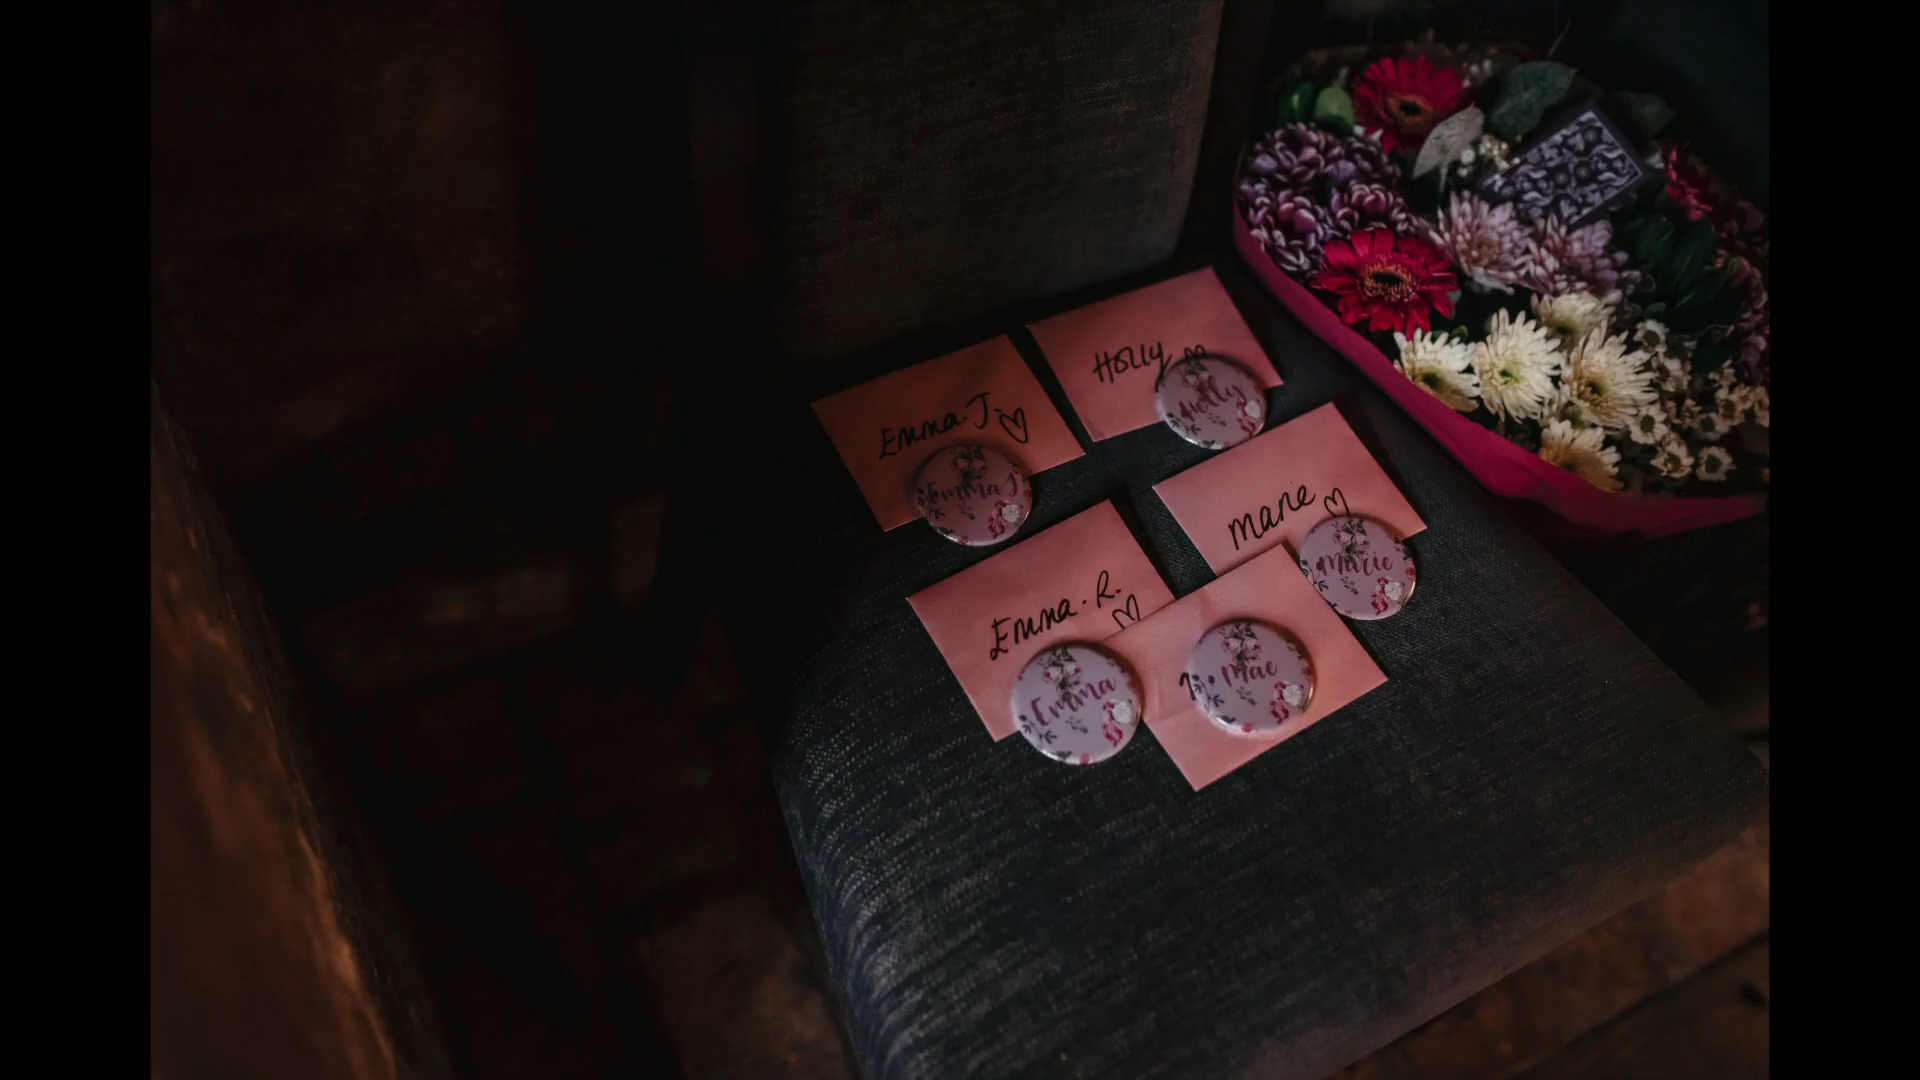 Holly
Holly
Emma. J.
Emma J
Marie
Marie
Emma. R.
Emma
Mae